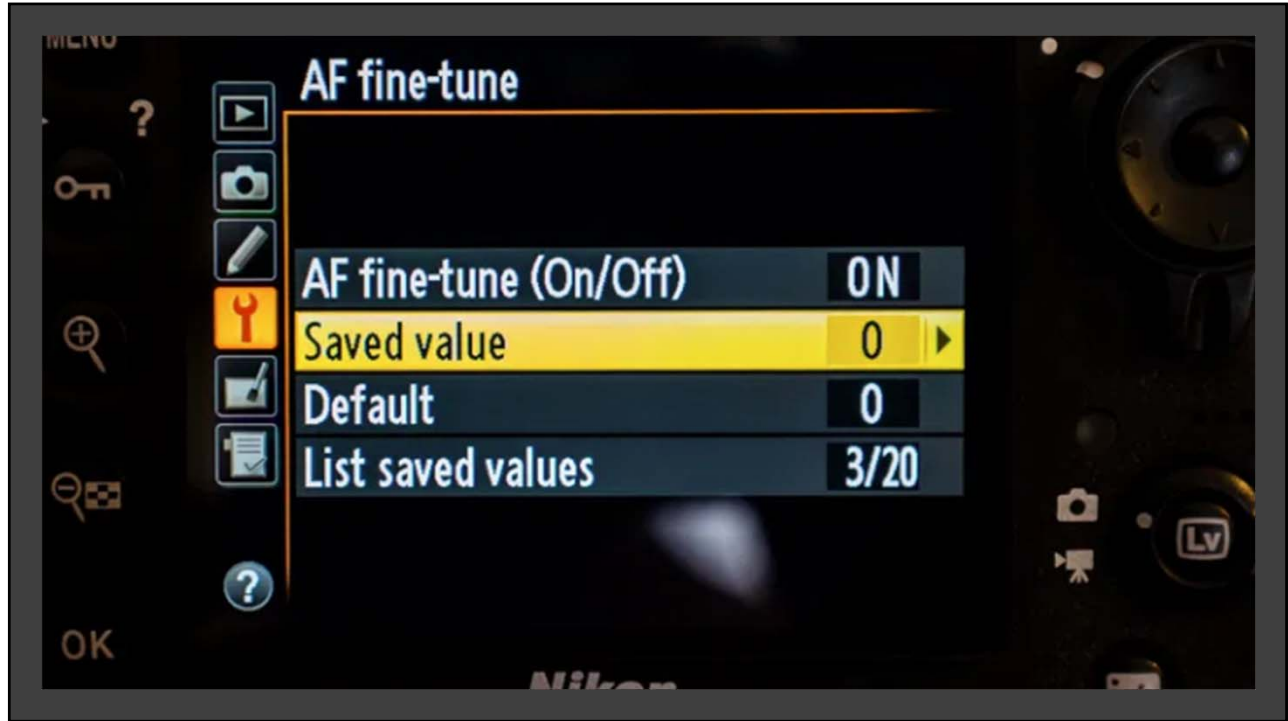 MENU
AF fine-tune
?
AF fine-tune (On/Off) ON
Saved value 0
Default 0
List saved values 3/20
?
Lv
OK
Nikon